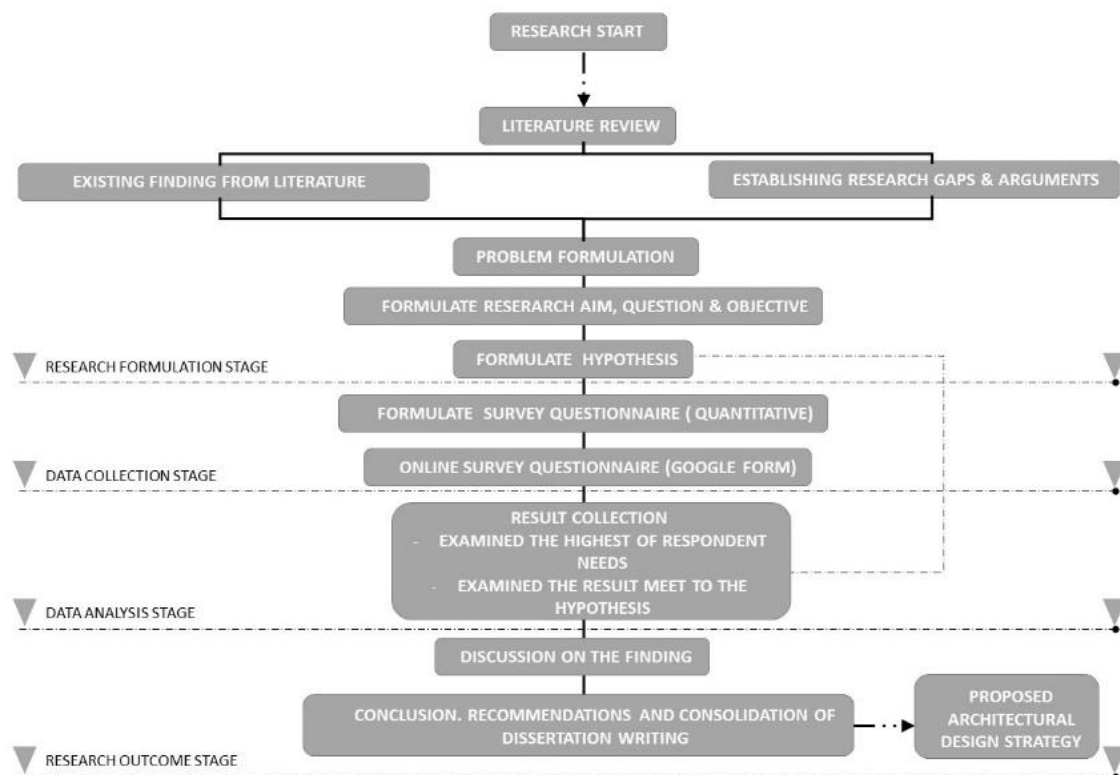 RESEARCH START
LITERATURE REVIEW
EXISTING FINDING FROM LITERATURE
ESTABLISHING RESEARCH GAPS & ARGUMENTS
PROBLEM FORMULATION
FORMULATE RESERARCH AIM, QUESTION & OBJECTIVE
FORMULATE HYPOTHESIS
RESEARCH FORMULATION STAGE
FORMULATE SURVEY QUESTIONNAIRE ( QUANTITATIVE)
ONLINE SURVEY QUESTIONNAIRE (GOOGLE FORM)
DATA COLLECTION STAGE
RESULT COLLECTION
- EXAMINED THE HIGHEST OF RESPONDENT
NEEDS
- EXAMINED THE RESULT MEET TO THE
HYPOTHESIS
DATA ANALYSIS STAGE
DISCUSSION ON THE FINDING
CONCLUSION. RECOMMENDATIONS AND CONSOLIDATION OF
DISSERTATION WRITING
PROPOSED
ARCHITECTURAL
DESIGN STRATEGY
RESEARCH OUTCOME STAGE